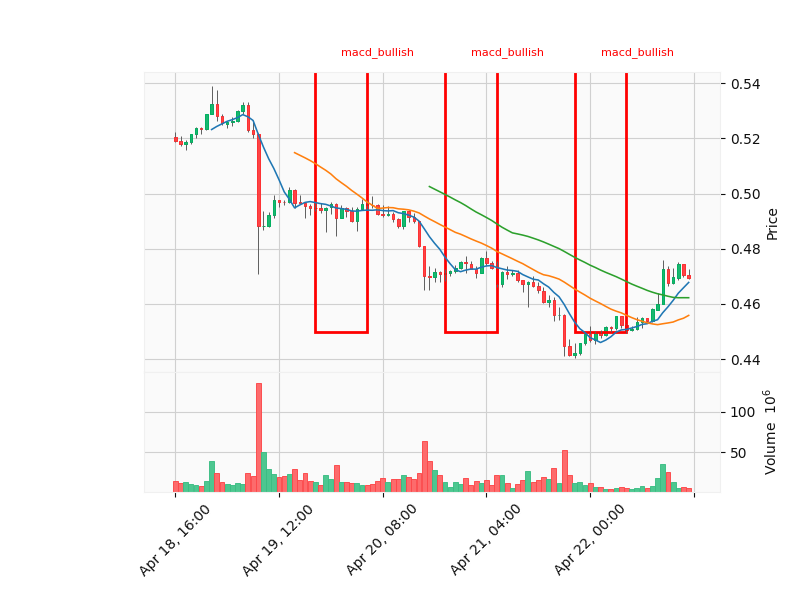 macd_bullish macd_bullish macd_bullish
0.54
0.52
0.50
0.48
0.46
0.44
Price
100
50
Volume 10^6
Apr 18, 16:00
Apr 19, 12:00
Apr 20, 08:00
Apr 21, 04:00
Apr 22, 00:00